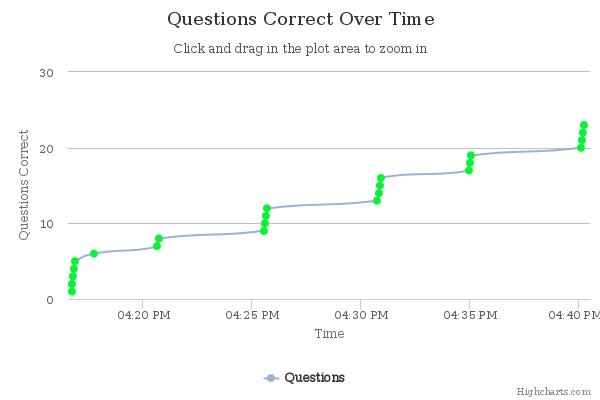 Questions Correct Over Time
Click and drag in the plot area to zoom in
Questions Correct
30
20
10
0
04:20 PM 04:25 PM 04:30 PM 04:35 PM 04:40 PM
Time
Questions
Highcharts.com